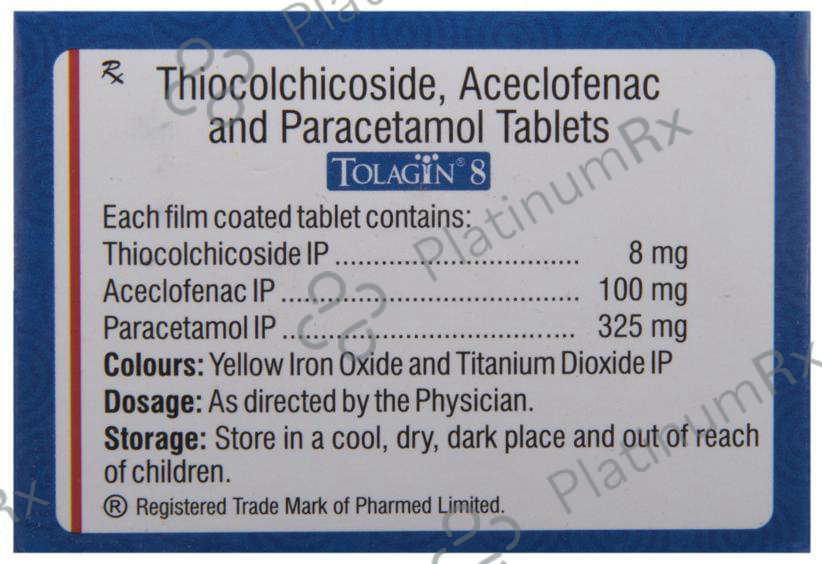 Rx Thiocolchicoside, Aceclofenac
and Paracetamol Tablets
TOLAGIN® 8
Each film coated tablet contains:
Thiocolchicoside IP ................................. 8 mg
Aceclofenac IP ........................................ 100 mg
Paracetamol IP ....................................... 325 mg
Colours: Yellow Iron Oxide and Titanium Dioxide IP
Dosage: As directed by the Physician.
Storage: Store in a cool, dry, dark place and out of reach
of children.
® Registered Trade Mark of Pharmed Limited.
PlatinumRx
PlatinumRx
Plat
Rx